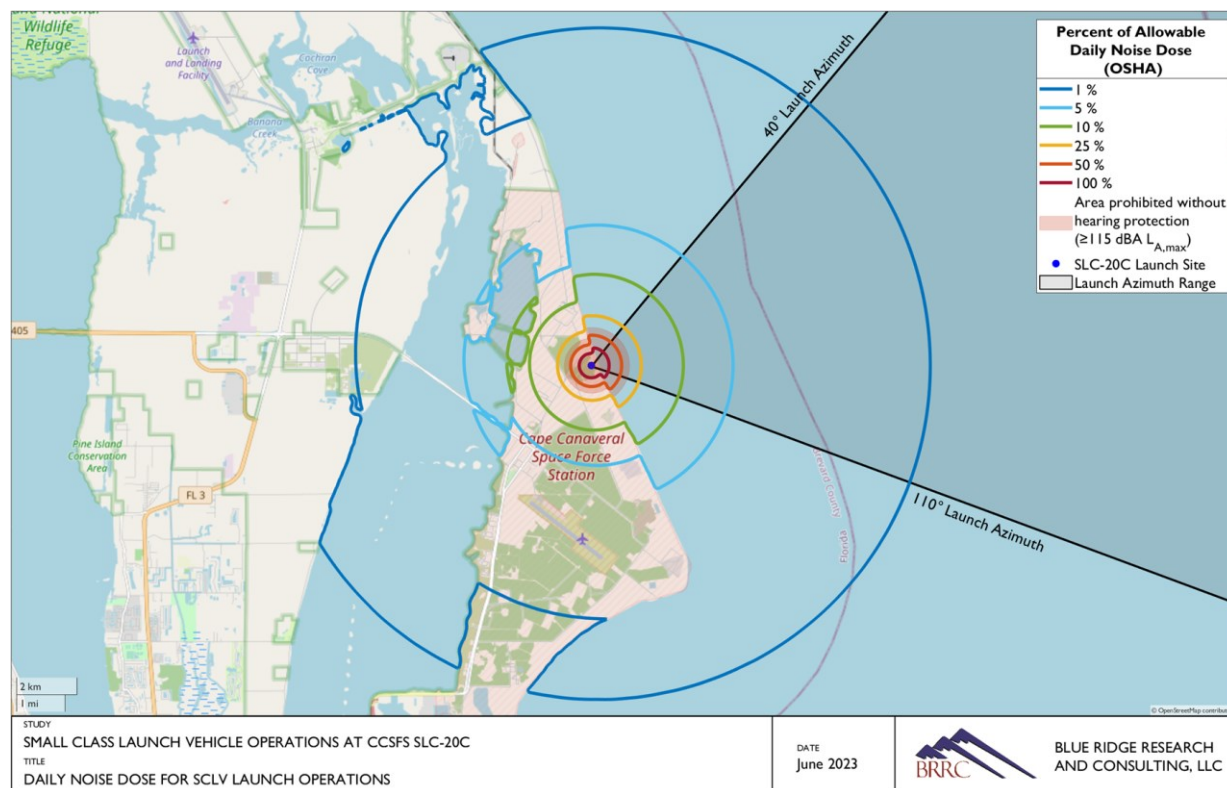 Wildlife
Refuge
Launch
and Landing
Facility
Cochran
Cove
Banana
Creek
405
Pine Island
Conservation
Area
FL 3
Cape Canaveral
Space Force
Station
40° Launch Azimuth
110° Launch Azimuth
Brevard County
Florida
Percent of Allowable
Daily Noise Dose
(OSHA)
1 %
5 %
10 %
25 %
50 %
100 %
Area prohibited without
hearing protection
(≥115 dBA L_A,max)
SLC-20C Launch Site
Launch Azimuth Range
2 km
1 mi
© OpenStreetMap contribut
STUDY
SMALL CLASS LAUNCH VEHICLE OPERATIONS AT CCSFS SLC-20C
TITLE
DAILY NOISE DOSE FOR SCLV LAUNCH OPERATIONS
DATE
June 2023
BRRC
BLUE RIDGE RESEARCH
AND CONSULTING, LLC